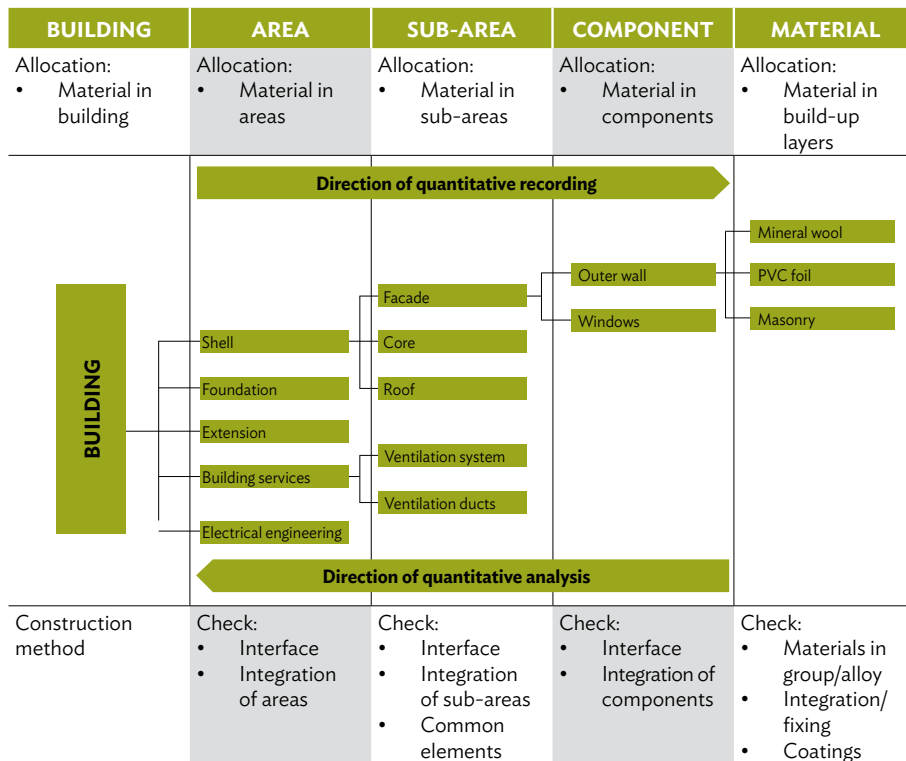 BUILDING
AREA
SUB-AREA
COMPONENT
MATERIAL
Allocation:
• Material in
building
Allocation:
• Material in
areas
Allocation:
• Material in
sub-areas
Allocation:
• Material in
components
Allocation:
• Material in
build-up
layers
Direction of quantitative recording
BUILDING
Shell
Foundation
Extension
Building services
Electrical engineering
Facade
Core
Roof
Ventilation system
Ventilation ducts
Outer wall
Windows
Mineral wool
PVC foil
Masonry
Direction of quantitative analysis
Construction
method
Check:
• Interface
• Integration
of areas
Check:
• Interface
• Integration
of sub-areas
• Common
elements
Check:
• Interface
• Integration of
components
Check:
• Materials in
group/alloy
• Integration/
fixing
• Coatings